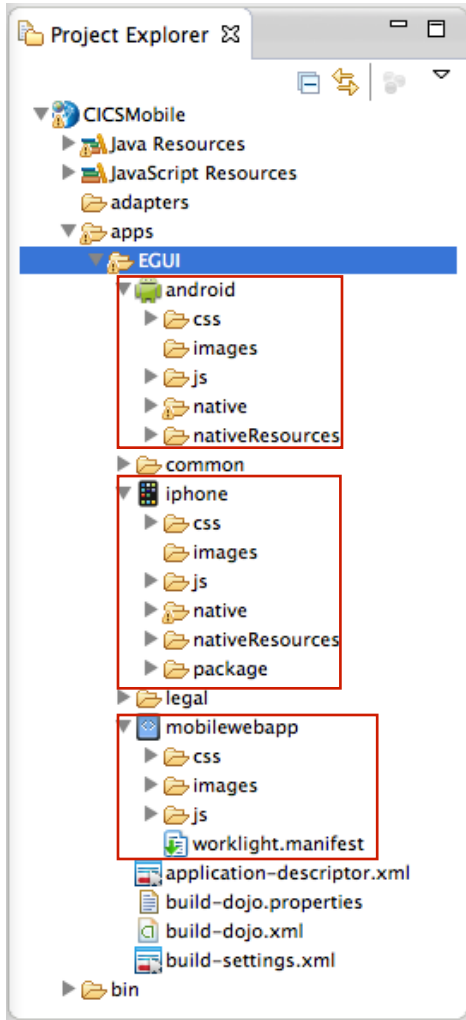 Project Explorer
CICSMobile
Java Resources
JavaScript Resources
adapters
apps
EGUI
android
css
images
js
native
nativeResources
common
iphone
css
images
js
native
nativeResources
package
legal
mobilewebapp
css
images
js
worklight.manifest
application-descriptor.xml
build-dojo.properties
build-dojo.xml
build-settings.xml
bin